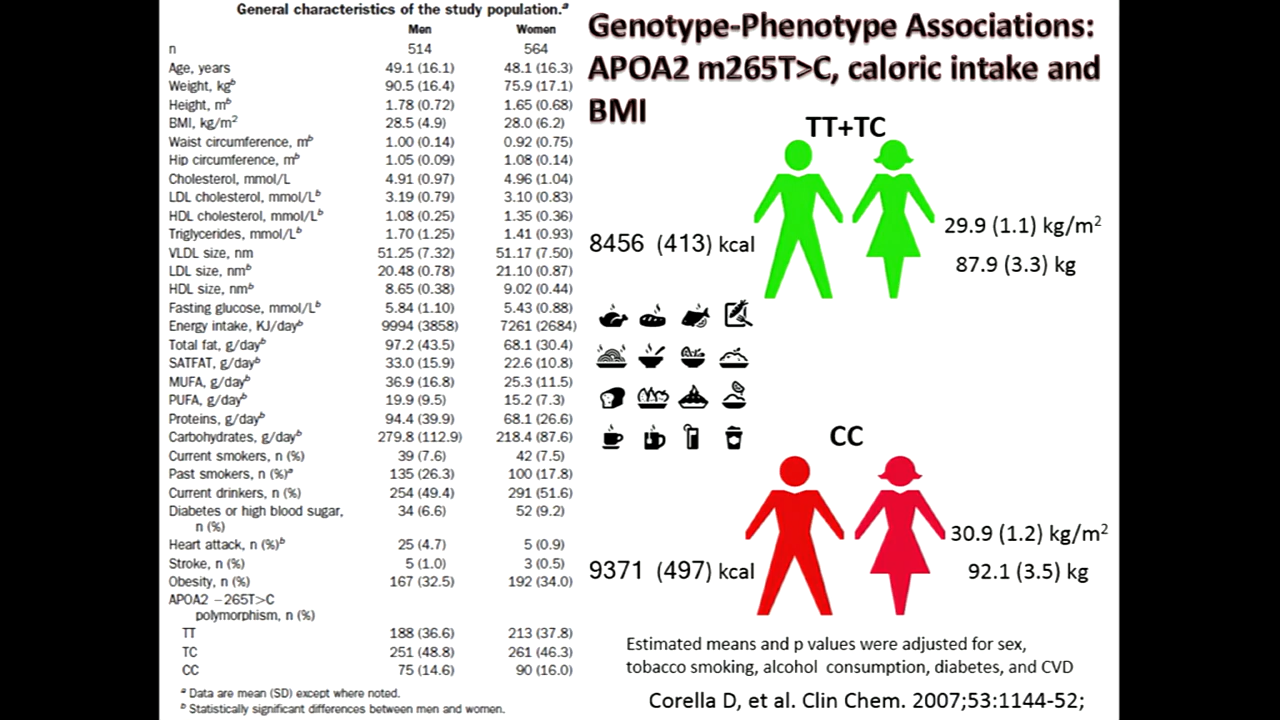 General characteristics of the study population.a
Men Women
n 514 564
Age, years 49.1 (16.1) 48.1 (16.3)
Weight, kgb 90.5 (16.4) 75.9 (17.1)
Height, mb 1.78 (0.72) 1.65 (0.68)
BMI, kg/m2 28.5 (4.9) 28.0 (6.2)
Waist circumference, mb 1.00 (0.14) 0.92 (0.75)
Hip circumference, mb 1.05 (0.09) 1.08 (0.14)
Cholesterol, mmol/L 4.91 (0.97) 4.96 (1.04)
LDL cholesterol, mmol/Lb 3.19 (0.79) 3.10 (0.83)
HDL cholesterol, mmol/Lb 1.08 (0.25) 1.35 (0.36)
Triglycerides, mmol/Lb 1.70 (1.25) 1.41 (0.93)
VLDL size, nm 51.25 (7.32) 51.17 (7.50)
LDL size, nmb 20.48 (0.78) 21.10 (0.87)
HDL size, nmb 8.65 (0.38) 9.02 (0.44)
Fasting glucose, mmol/Lb 5.84 (1.10) 5.43 (0.88)
Energy intake, KJ/dayb 9994 (3858) 7261 (2684)
Total fat, g/dayb 97.2 (43.5) 68.1 (30.4)
SATFAT, g/dayb 33.0 (15.9) 22.6 (10.8)
MUFA, g/dayb 36.9 (16.8) 25.3 (11.5)
PUFA, g/dayb 19.9 (9.5) 15.2 (7.3)
Proteins, g/dayb 94.4 (39.9) 68.1 (26.6)
Carbohydrates, g/dayb 279.8 (112.9) 218.4 (87.6)
Current smokers, n (%) 39 (7.6) 42 (7.5)
Past smokers, n (%)a 135 (26.3) 100 (17.8)
Current drinkers, n (%) 254 (49.4) 291 (51.6)
Diabetes or high blood sugar, 34 (6.6) 52 (9.2)
n (%)
Heart attack, n (%)b 25 (4.7) 5 (0.9)
Stroke, n (%) 5 (1.0) 3 (0.5)
Obesity, n (%) 167 (32.5) 192 (34.0)
APOA2 −265T>C
polymorphism, n (%)
TT 188 (36.6) 213 (37.8)
TC 251 (48.8) 261 (46.3)
CC 75 (14.6) 90 (16.0)
a Data are mean (SD) except where noted.
b Statistically significant differences between men and women.
Genotype-Phenotype Associations:
APOA2 m265T>C, caloric intake and
BMI
TT+TC
8456 (413) kcal
29.9 (1.1) kg/m2
87.9 (3.3) kg
CC
9371 (497) kcal
30.9 (1.2) kg/m2
92.1 (3.5) kg
Estimated means and p values were adjusted for sex,
tobacco smoking, alcohol consumption, diabetes, and CVD
Corella D, et al. Clin Chem. 2007;53:1144-52;